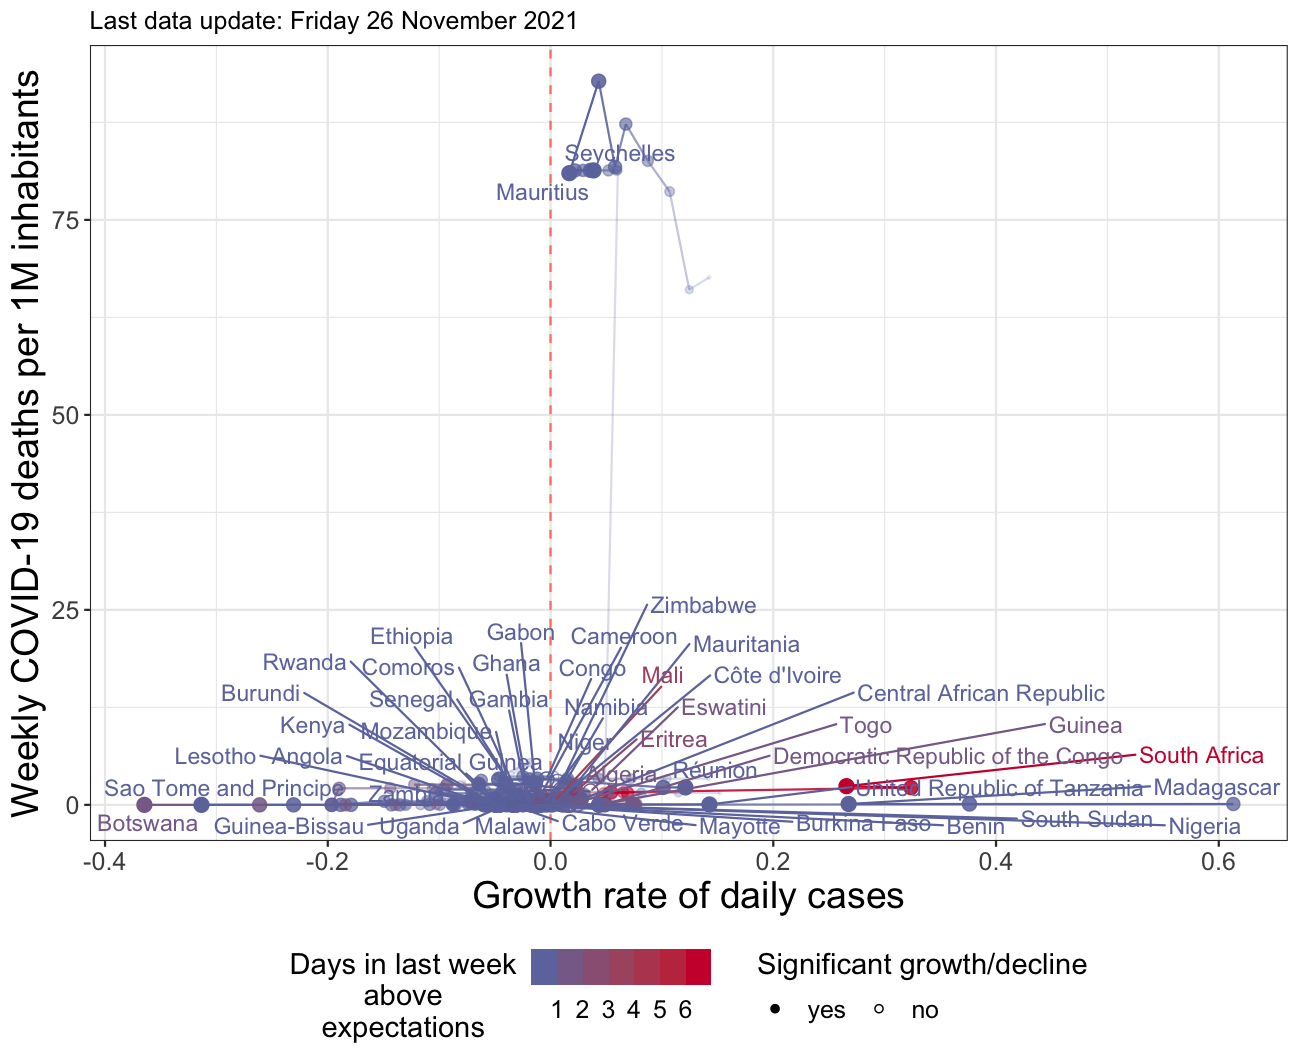 Last data update: Friday 26 November 2021
Weekly COVID-19 deaths per 1M inhabitants
75
50
25
0
Seychelles
Mauritius
Zimbabwe
Ethiopia
Gabon
Cameroon
Mauritania
Rwanda
Comoros
Ghana
Congo
Mali
Côte d'Ivoire
Burundi
Senegal
Gambia
Namibia
Eswatini
Central African Republic
Kenya
Mozambique
Niger
Eritrea
Togo
Guinea
Lesotho
Angola
Equatorial Guinea
Algeria
Réunion
Democratic Republic of the Congo
South Africa
Sao Tome and Principe
Zambia
United Republic of Tanzania
Madagascar
Botswana
Guinea-Bissau
Uganda
Malawi
Cabo Verde
Mayotte
Burkina Faso
Benin
South Sudan
Nigeria
-0.4
-0.2
0.0
0.2
0.4
0.6
Growth rate of daily cases
Days in last week
above
expectations
1 2 3 4 5 6
Significant growth/decline
yes
no